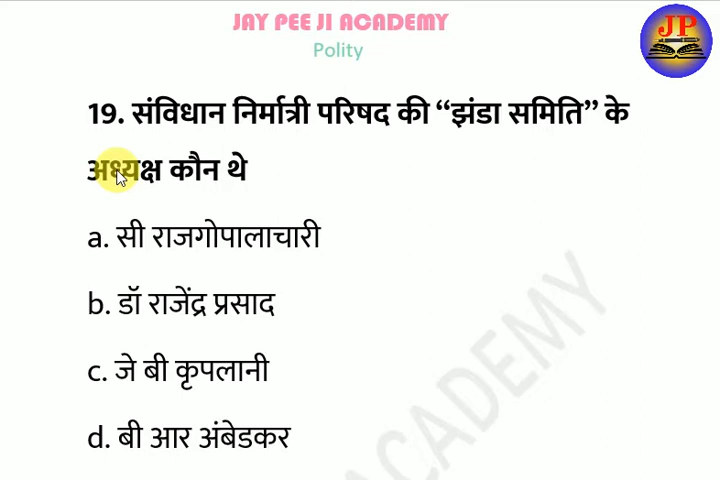 JAY PEE JI ACADEMY
JP
Polity
19. संविधान निर्मात्री परिषद की “झंडा समिति” के
अध्यक्ष कौन थे
a. सी राजगोपालाचारी
b. डॉ राजेंद्र प्रसाद
c. जे बी कृपलानी
d. बी आर अंबेडकर
ACADEMY